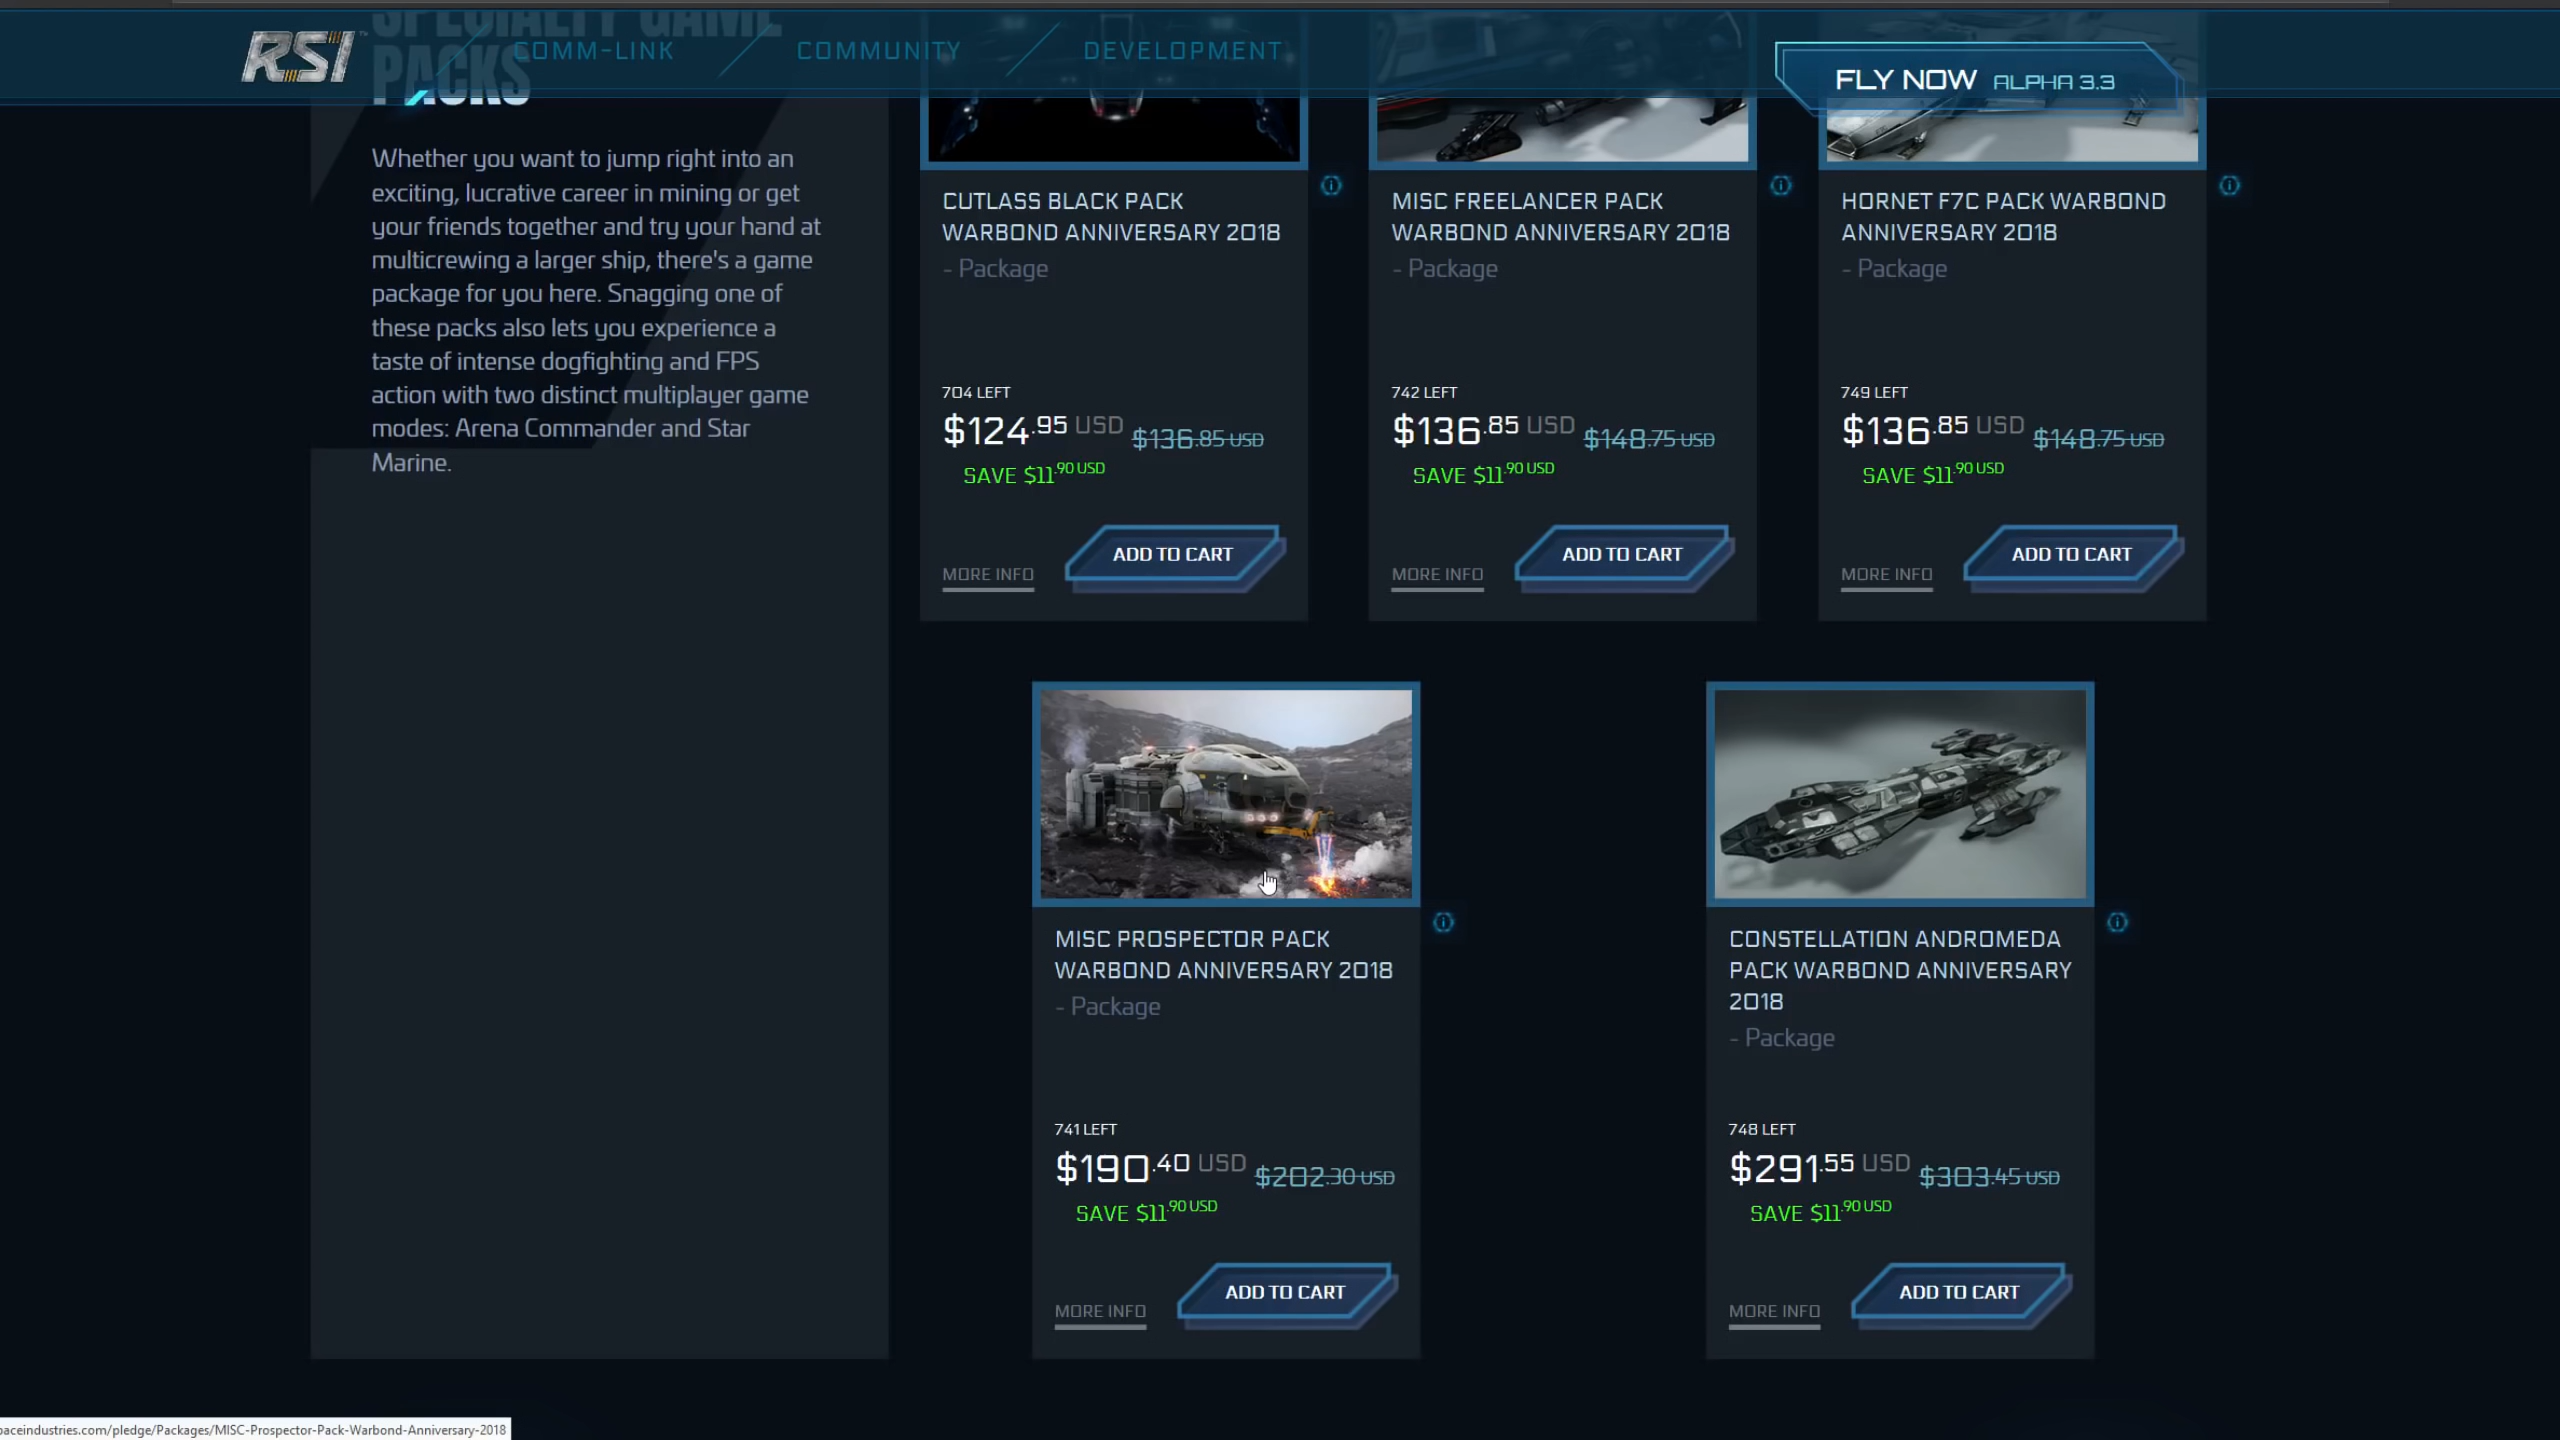 SPECIALTY GAME
PACKS
RSI
COMM-LINK
COMMUNITY
DEVELOPMENT
FLY NOW ALPHA 3.3
Whether you want to jump right into an
exciting, lucrative career in mining or get
your friends together and try your hand at
multicrewing a larger ship, there's a game
package for you here. Snagging one of
these packs also lets you experience a
taste of intense dogfighting and FPS
action with two distinct multiplayer game
modes: Arena Commander and Star
Marine.
CUTLASS BLACK PACK
WARBOND ANNIVERSARY 2018
- Package
704 LEFT
$124.95 USD $136.85 USD
SAVE $11.90 USD
MORE INFO
ADD TO CART
MISC FREELANCER PACK
WARBOND ANNIVERSARY 2018
- Package
742 LEFT
$136.85 USD $148.75 USD
SAVE $11.90 USD
MORE INFO
ADD TO CART
HORNET F7C PACK WARBOND
ANNIVERSARY 2018
- Package
749 LEFT
$136.85 USD $148.75 USD
SAVE $11.90 USD
MORE INFO
ADD TO CART
MISC PROSPECTOR PACK
WARBOND ANNIVERSARY 2018
- Package
741 LEFT
$190.40 USD $202.30 USD
SAVE $11.90 USD
MORE INFO
ADD TO CART
CONSTELLATION ANDROMEDA
PACK WARBOND ANNIVERSARY
2018
- Package
748 LEFT
$291.55 USD $303.45 USD
SAVE $11.90 USD
MORE INFO
ADD TO CART
paceindustries.com/pledge/Packages/MISC-Prospector-Pack-Warbond-Anniversary-2018